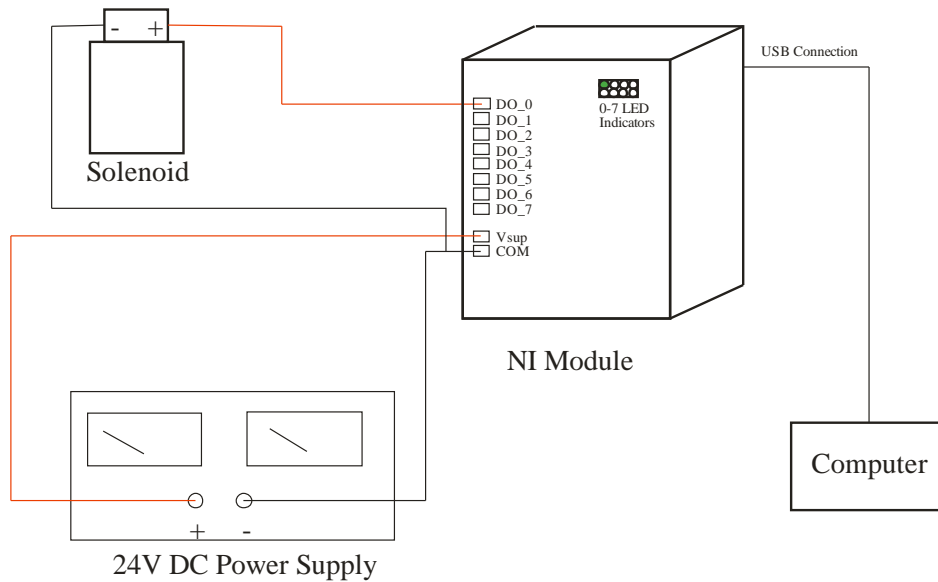 - +
Solenoid
USB Connection
0-7 LED
Indicators
DO_0
DO_1
DO_2
DO_3
DO_4
DO_5
DO_6
DO_7
Vsup
COM
NI Module
Computer
+ -
24V DC Power Supply